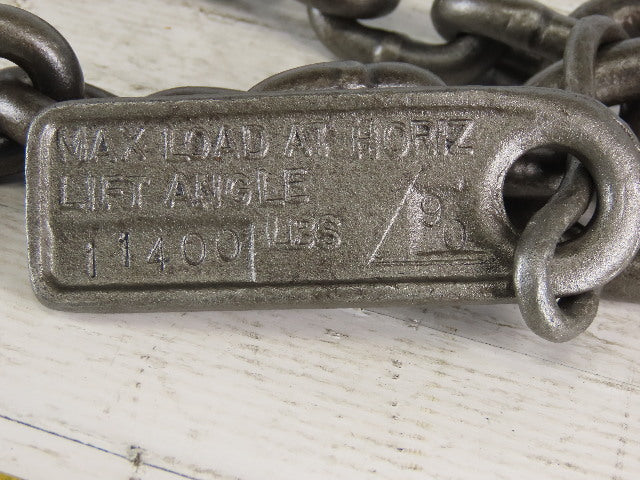 MAX LOAD AT HORIZ
LIFT ANGLE
11400 LBS
90